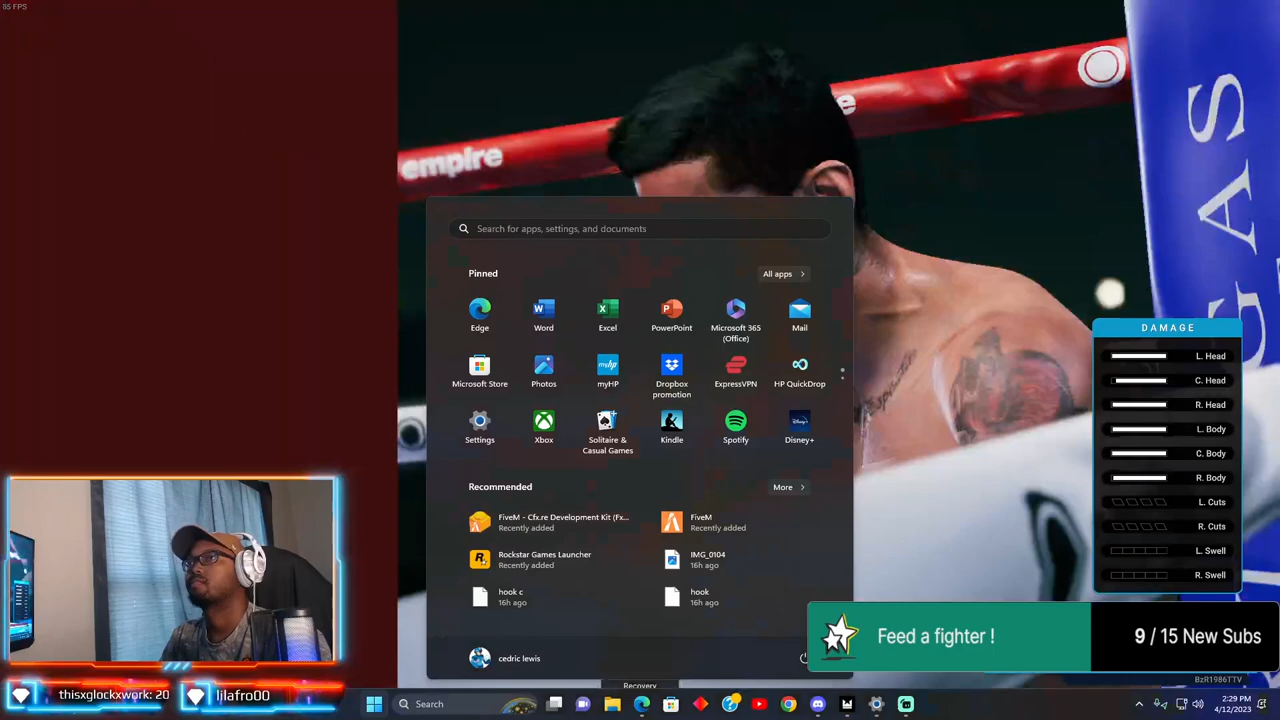 85 FPS
empire
re
GAS
Search for apps, settings, and documents
Pinned
All apps
Edge
Word
Excel
PowerPoint
Microsoft 365
(Office)
Mail
Microsoft Store
Photos
myHP
Dropbox
promotion
ExpressVPN
HP QuickDrop
Settings
Xbox
Solitaire &
Casual Games
Kindle
Spotify
Disney+
Recommended
More
FiveM - Cfx.re Development Kit (Fx...
Recently added
FiveM
Recently added
Rockstar Games Launcher
Recently added
IMG_0104
16h ago
hook c
16h ago
hook
16h ago
cedric lewis
Recovery
DAMAGE
L. Head
C. Head
R. Head
L. Body
C. Body
R. Body
L. Cuts
R. Cuts
L. Swell
R. Swell
Feed a fighter !
9 / 15 New Subs
BzR1986TTV
thisxglockxwork: 20
lilafro00
Search
2:29 PM
4/12/2023